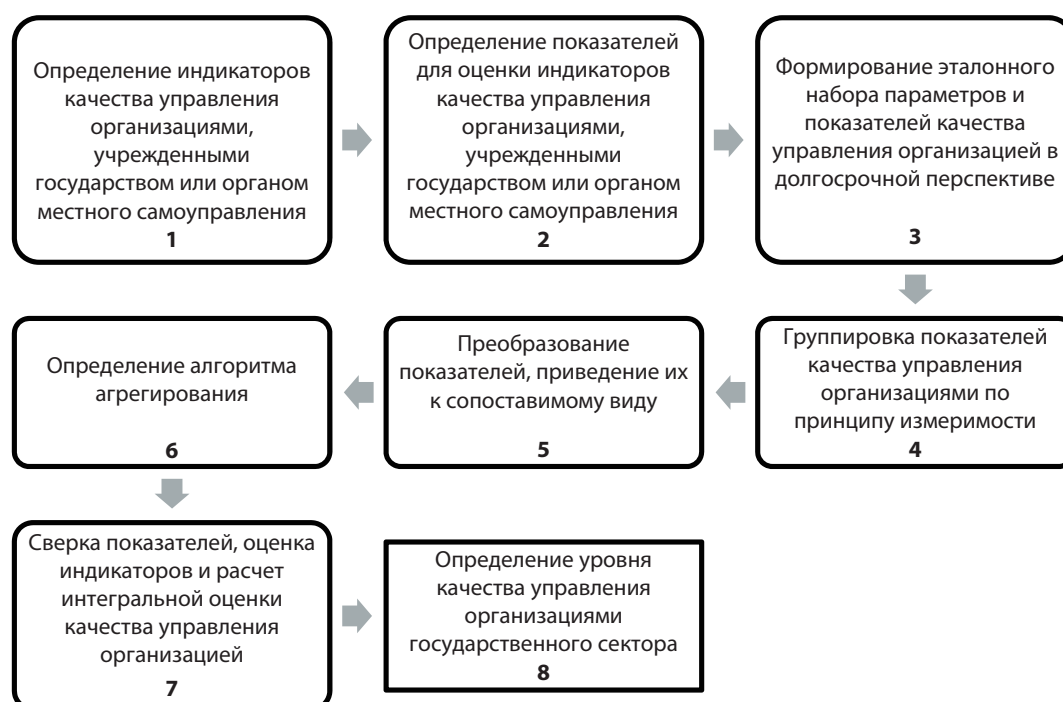 Определение индикаторов
качества управления
организациями,
учрежденными
государством или органом
местного самоуправления
1
Определение показателей
для оценки индикаторов
качества управления
организациями,
учрежденными
государством или органом
местного самоуправления
2
Формирование эталонного
набора параметров и
показателей качества
управления организацией в
долгосрочной перспективе
3
Группировка показателей
качества управления
организациями по
принципу измеримости
4
Преобразование
показателей, приведение их
к сопоставимому виду
5
Определение алгоритма
агрегирования
6
Сверка показателей, оценка
индикаторов и расчет
интегральной оценки
качества управления
организацией
7
Определение уровня
качества управления
организациями
государственного сектора
8